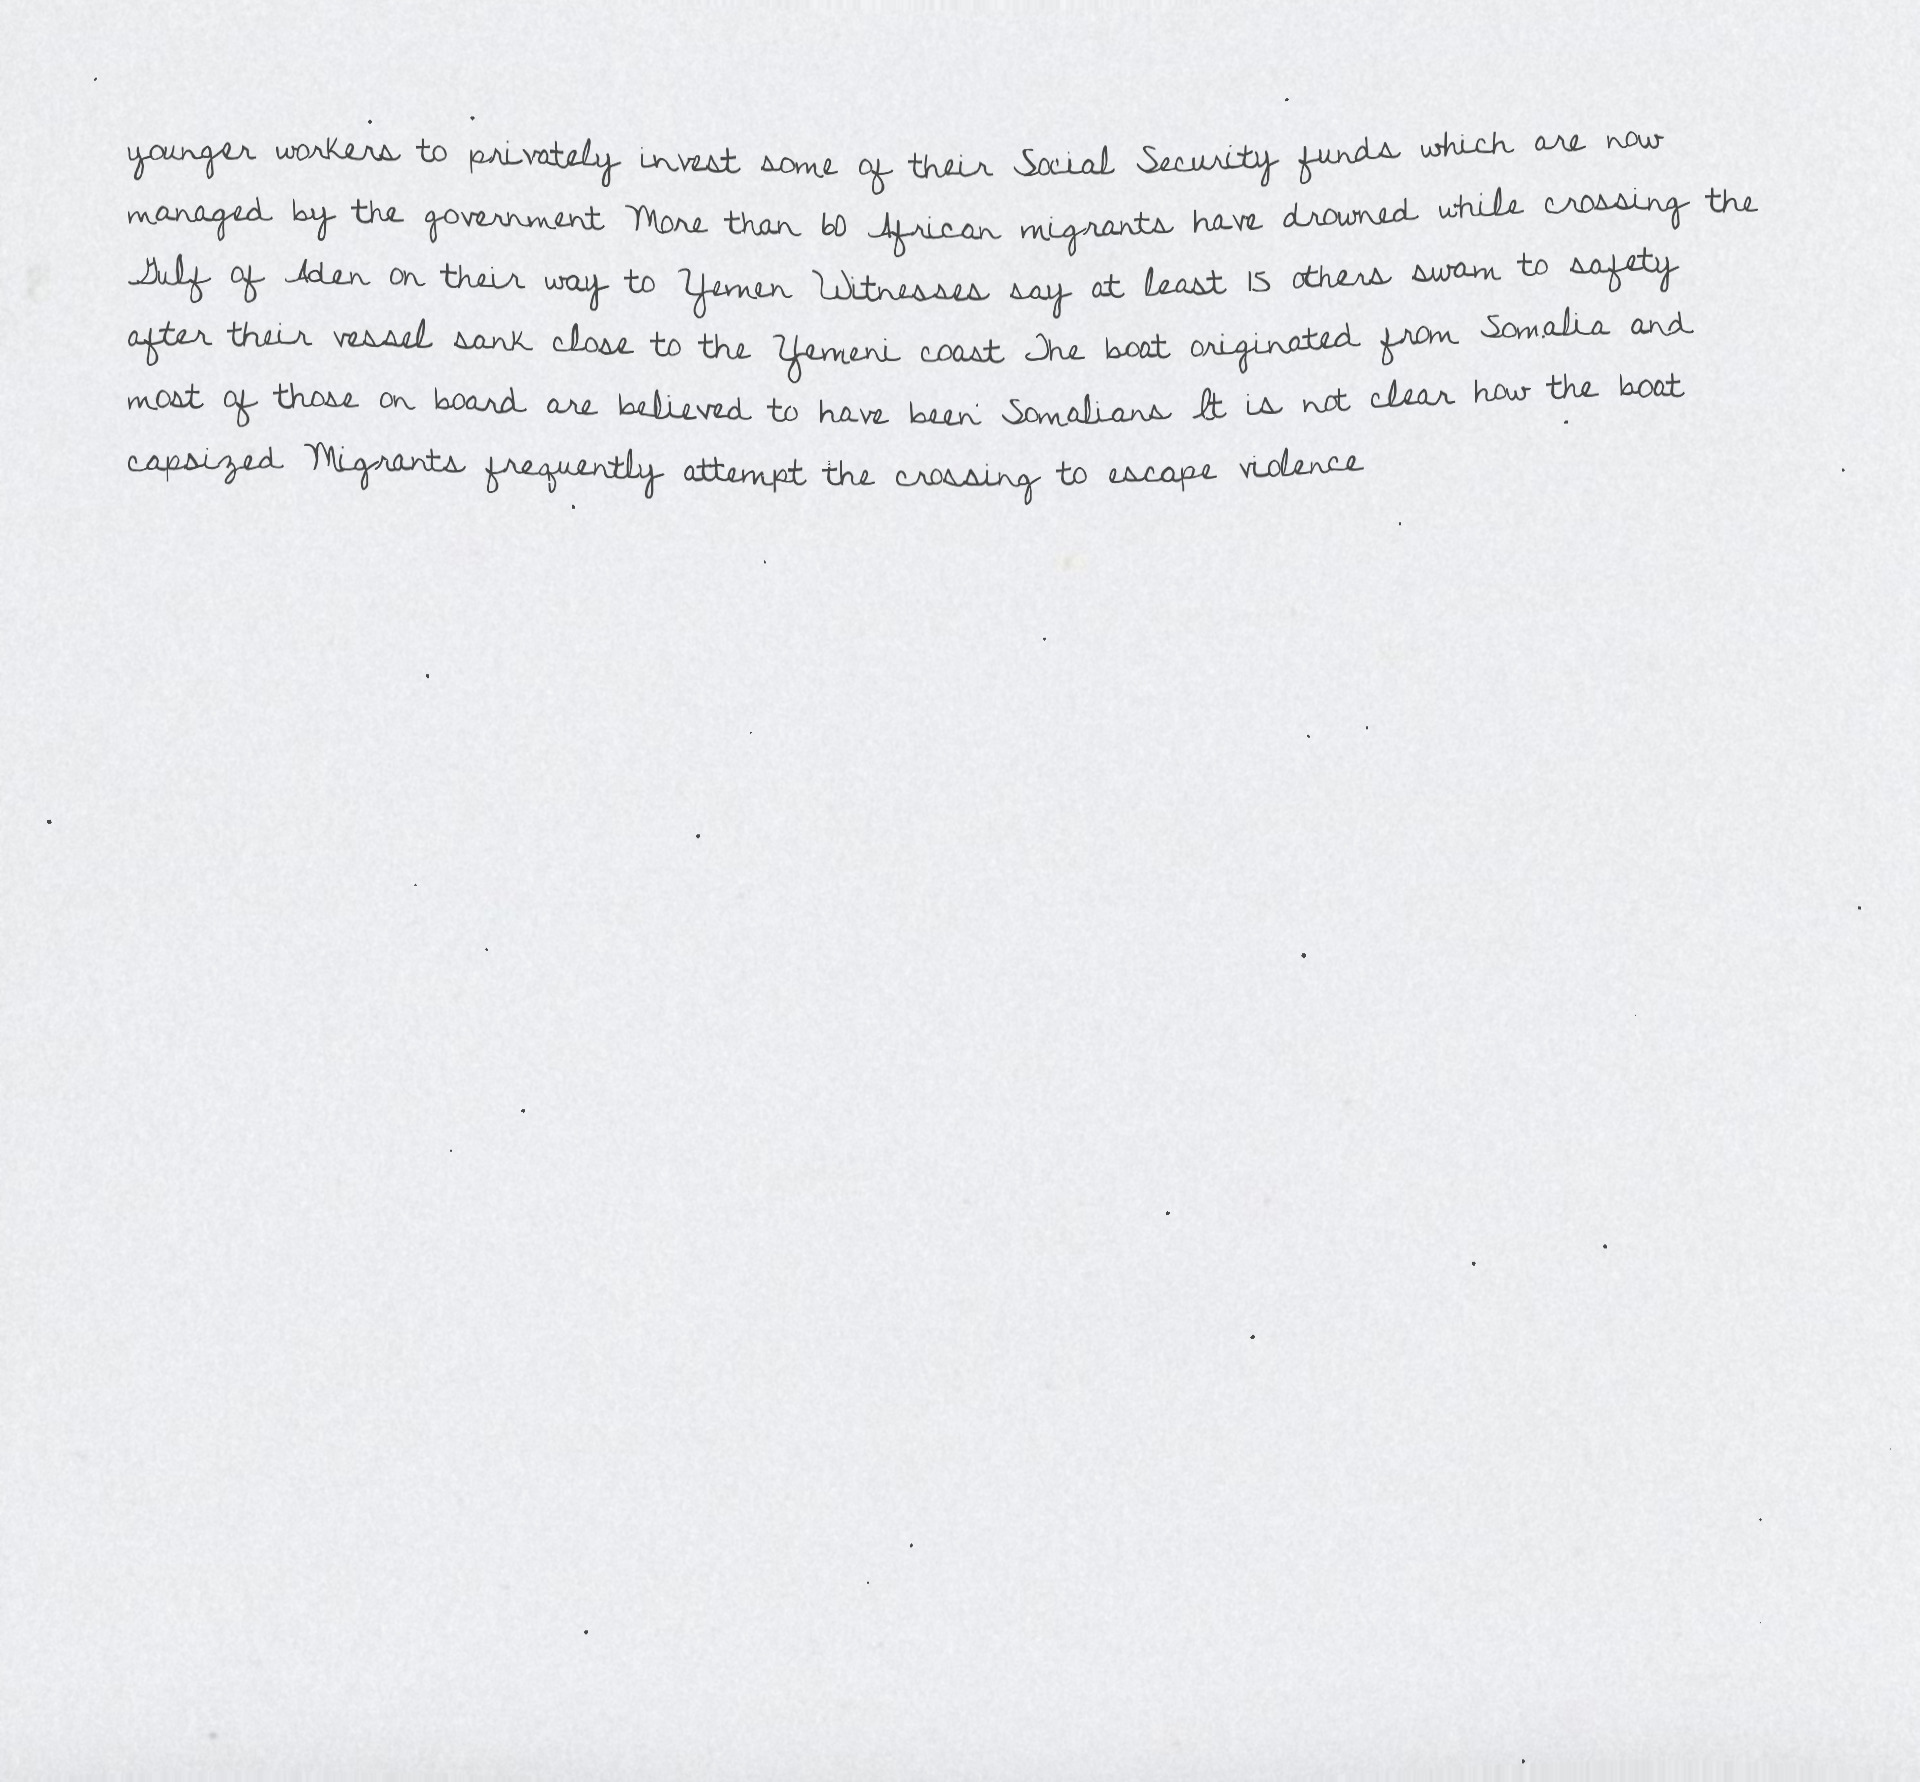 younger workers to privately invest some of their Social Security funds which are now
managed by the government More than 60 African migrants have drowned while crossing the
Gulf of Aden on their way to Yemen Witnesses say at least 15 others swam to safety
after their vessel sank close to the Yemeni coast The boat originated from Somalia and
most of those on board are believed to have been Somalians It is not clear how the boat
capsized Migrants frequently attempt the crossing to escape violence